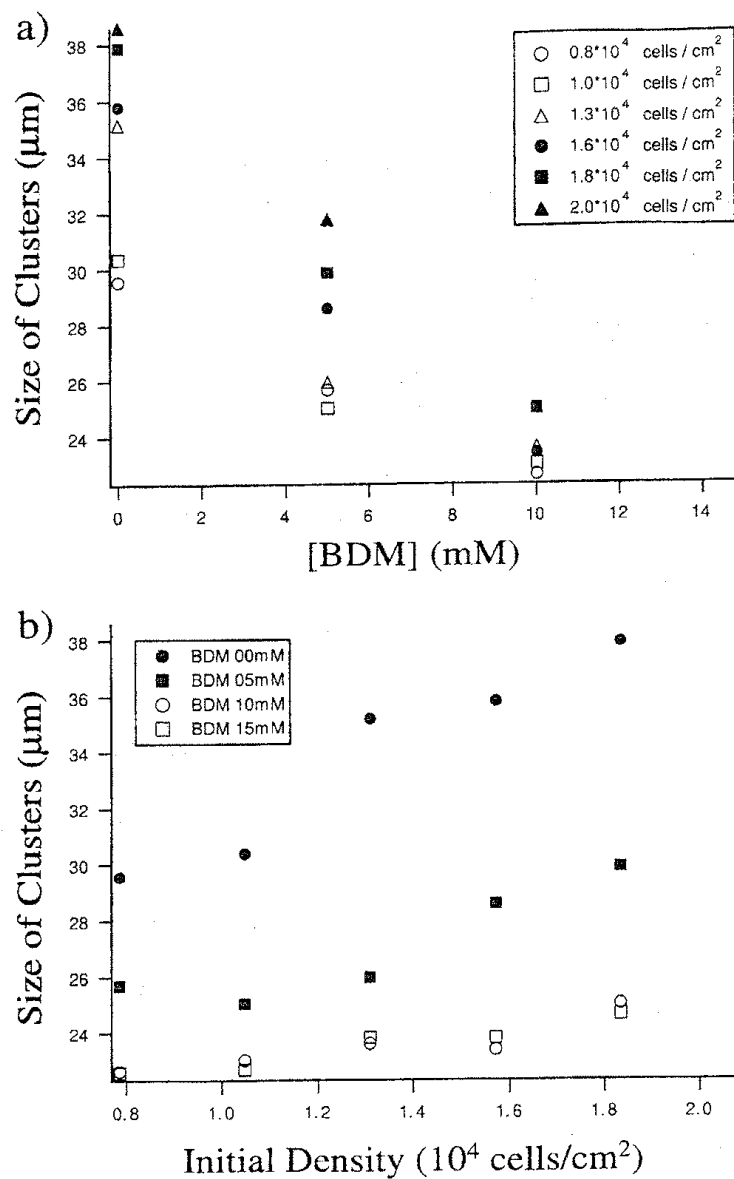 a)
38
36
34
32
30
28
26
24
Size of Clusters (µm)
0.8*10^4 cells / cm^2
1.0*10^4 cells / cm^2
1.3*10^4 cells / cm^2
1.6*10^4 cells / cm^2
1.8*10^4 cells / cm^2
2.0*10^4 cells / cm^2
0 2 4 6 8 10 12 14
[BDM] (mM)
b)
38
36
34
32
30
28
26
24
Size of Clusters (µm)
BDM 00mM
BDM 05mM
BDM 10mM
BDM 15mM
0.8 1.0 1.2 1.4 1.6 1.8 2.0
Initial Density (10^4 cells/cm^2)